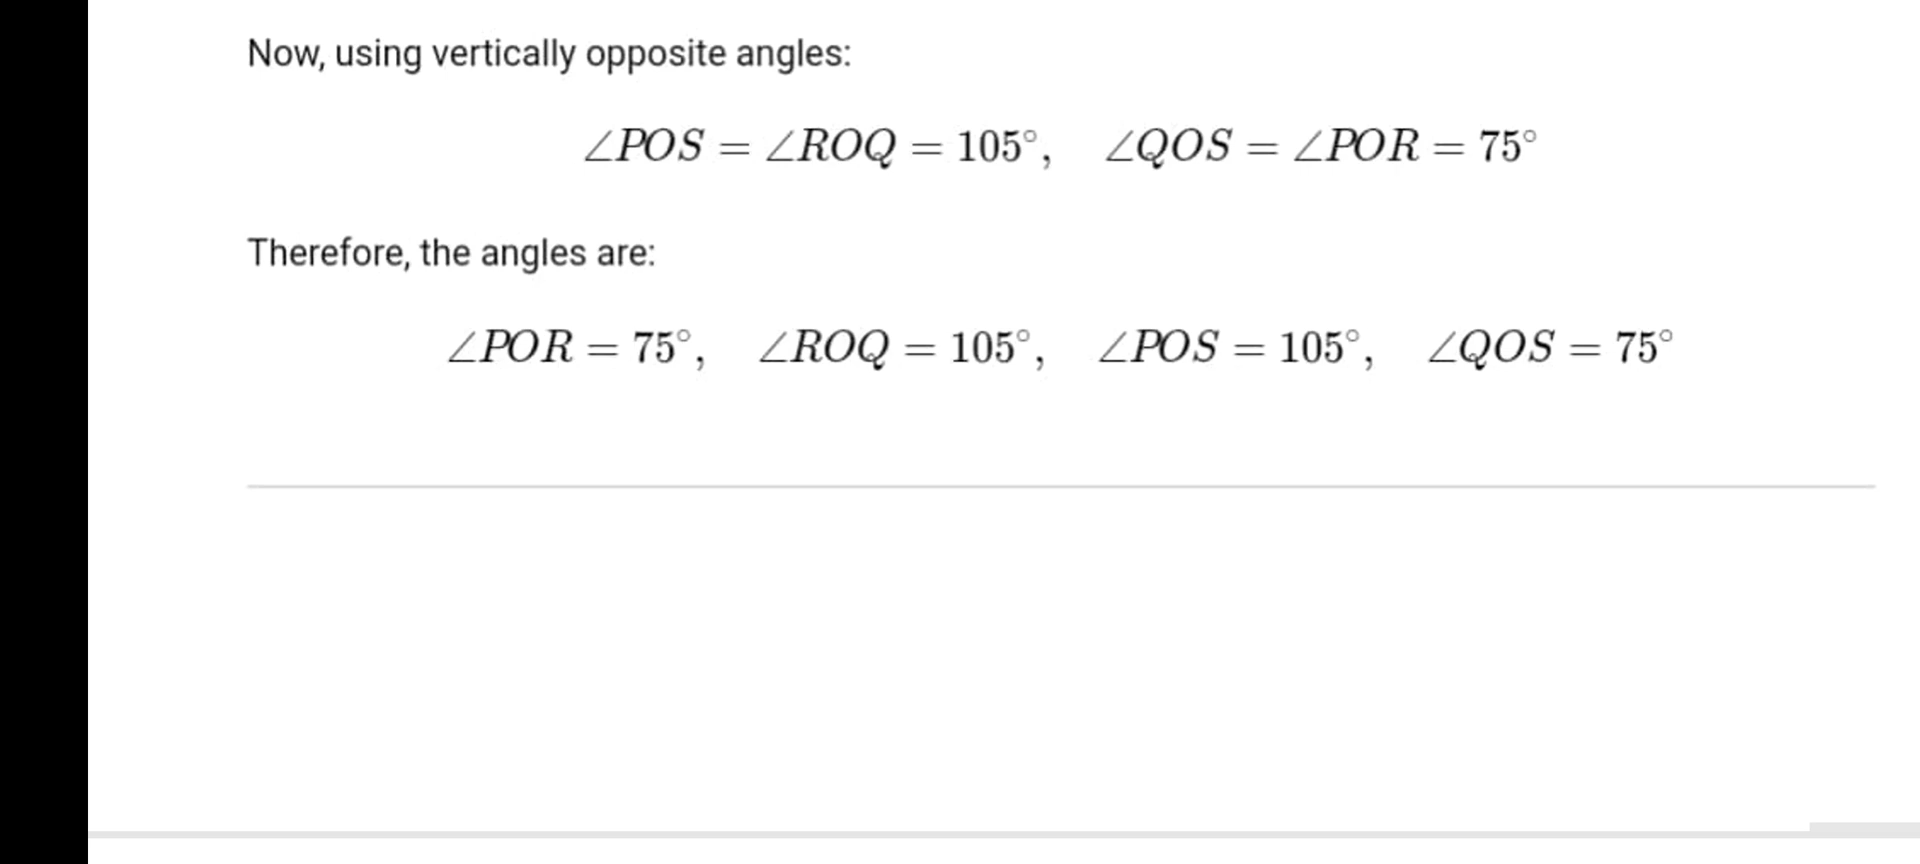 Now, using vertically opposite angles:
∠POS = ∠ROQ = 105°, ∠QOS = ∠POR = 75°
Therefore, the angles are:
∠POR = 75°, ∠ROQ = 105°, ∠POS = 105°, ∠QOS = 75°